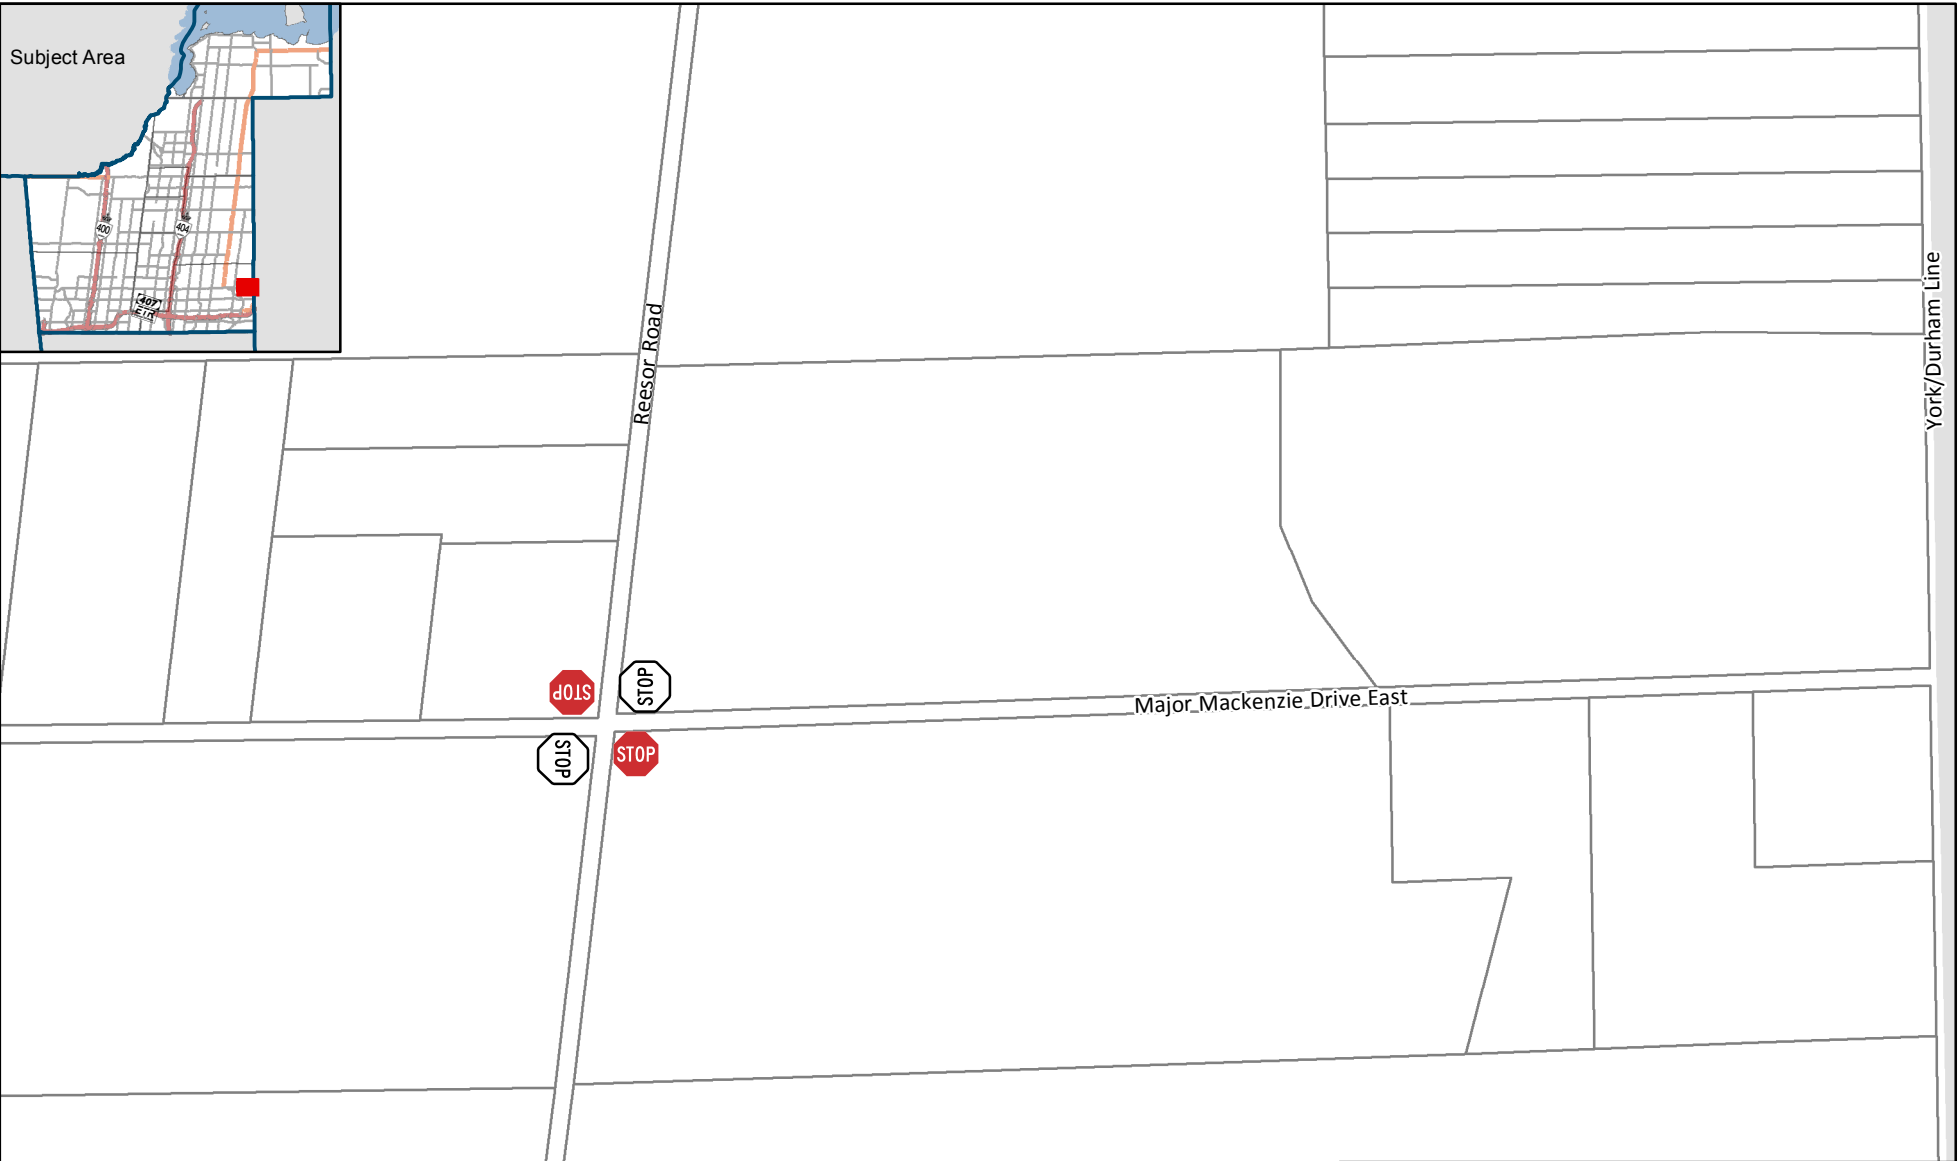 Subject Area
400
404
407
ETR
Reesor Road
York/Durham Line
STOP
STOP
Major Mackenzie Drive East
STOP
STOP